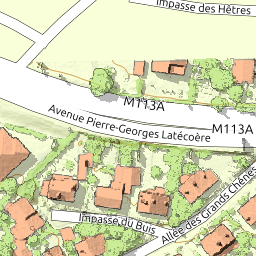 Impasse des Hêtres
M113A
Avenue Pierre-Georges Latécoère
M113A
Allée des Grands Chênes
Impasse du Buis